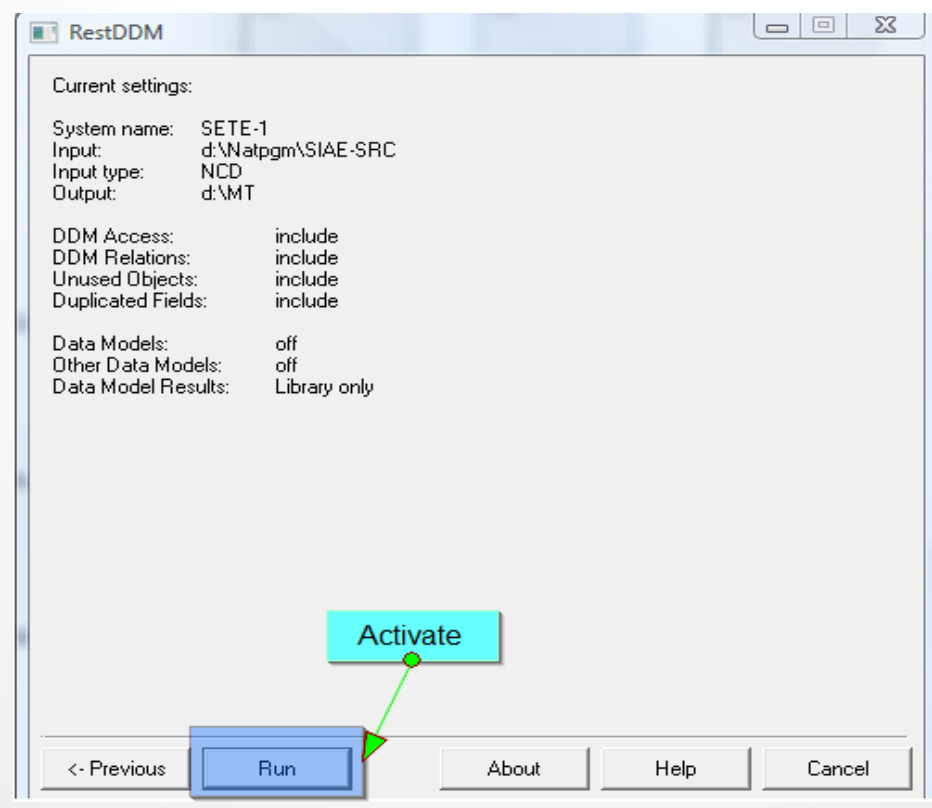 RestDDM
Current settings:
System name: SETE-1
Input: d:\Natpgm\SIAE-SRC
Input type: NCD
Output: d:\MT
DDM Access: include
DDM Relations: include
Unused Objects: include
Duplicated Fields: include
Data Models: off
Other Data Models: off
Data Model Results: Library only
Activate
<- Previous Run About Help Cancel